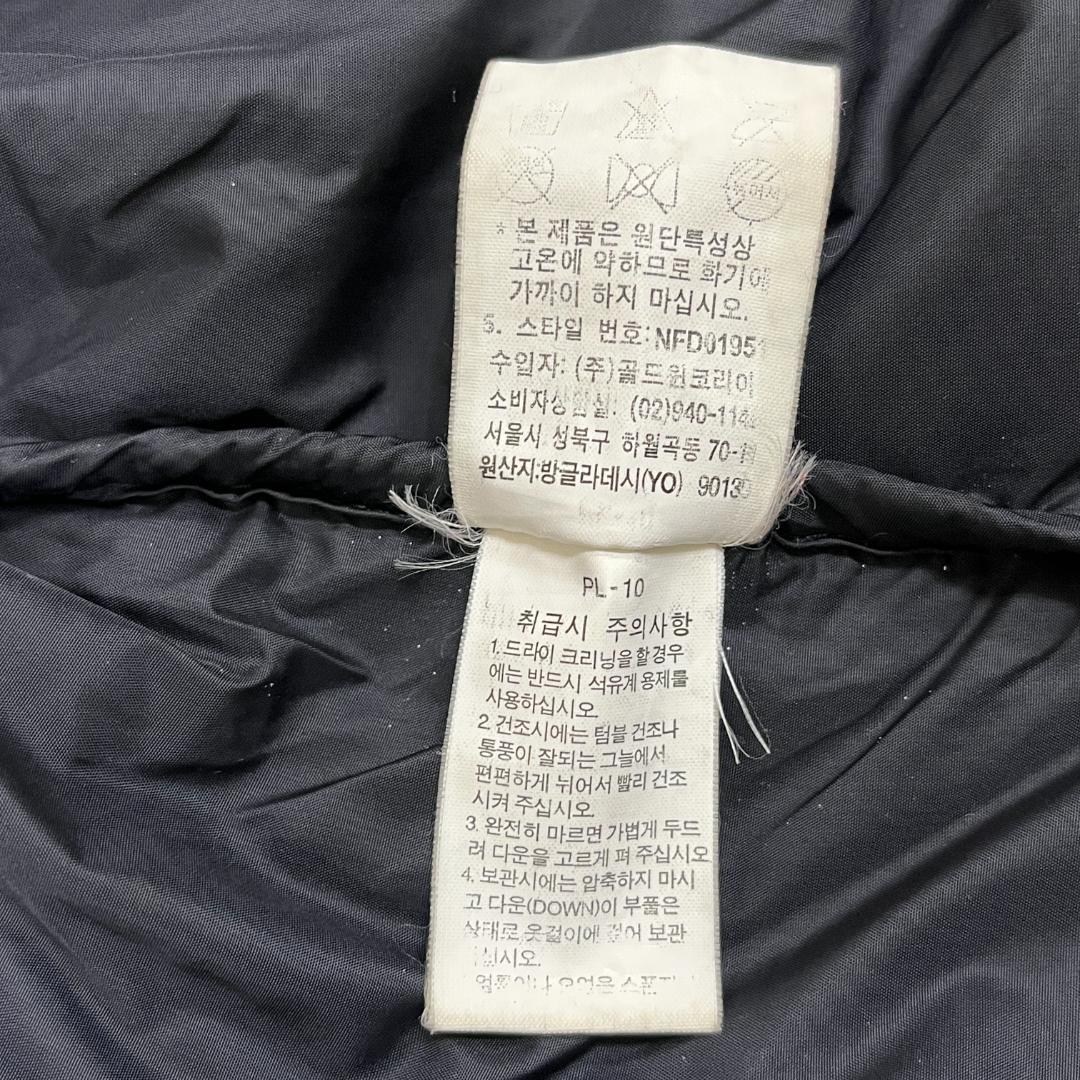 * 본 제품은 원단특성상
고온에 약하므로 화기에
가까이 하지 마십시오.
5. 스타일 번호:
수입자: (주)골드윈코리아
소비자상담실:
서울시 성북구 하월곡동
원산지:방글라데시(YO)
PL-10
취급시 주의사항
1. 드라이 크리닝을 할 경우
에는 반드시 석유계 용제를
사용하십시오.
2. 건조시에는 텀블 건조나
통풍이 잘되는 그늘에서
편편하게 뉘어서 빨리 건조
시켜 주십시오.
3. 완전히 마르면 가볍게 두드
려 다운을 고르게 펴 주십시오
4. 보관시에는 압축하지 마시
고 다운(DOWN)이 부풀은
상태로 옷걸이에 걸어 보관